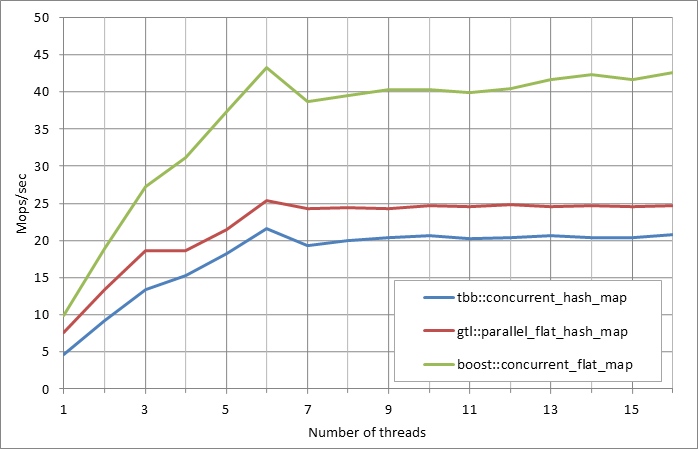 50
45
40
35
30
25
20
15
10
5
0
Mops/sec
tbb::concurrent_hash_map
gtl::parallel_flat_hash_map
boost::concurrent_flat_map
1 3 5 7 9 11 13 15
Number of threads